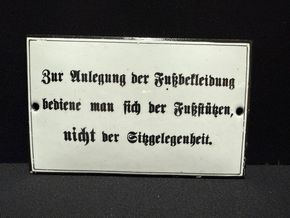 Zur Anlegung der Fußbekleidung
bediene man sich der Fußstützen,
nicht der Sitzgelegenheit.